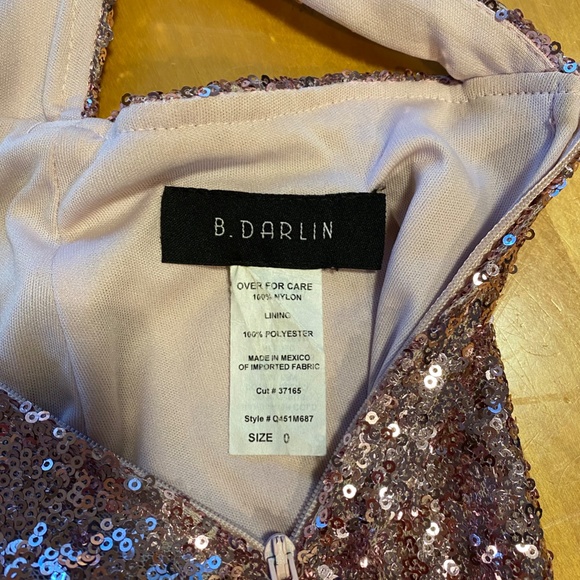 B. DARLIN
OVER FOR CARE
100% NYLON
LINING
100% POLYESTER
MADE IN MEXICO
OF IMPORTED FABRIC
Cut # 37165
Style # Q451M687
SIZE 0